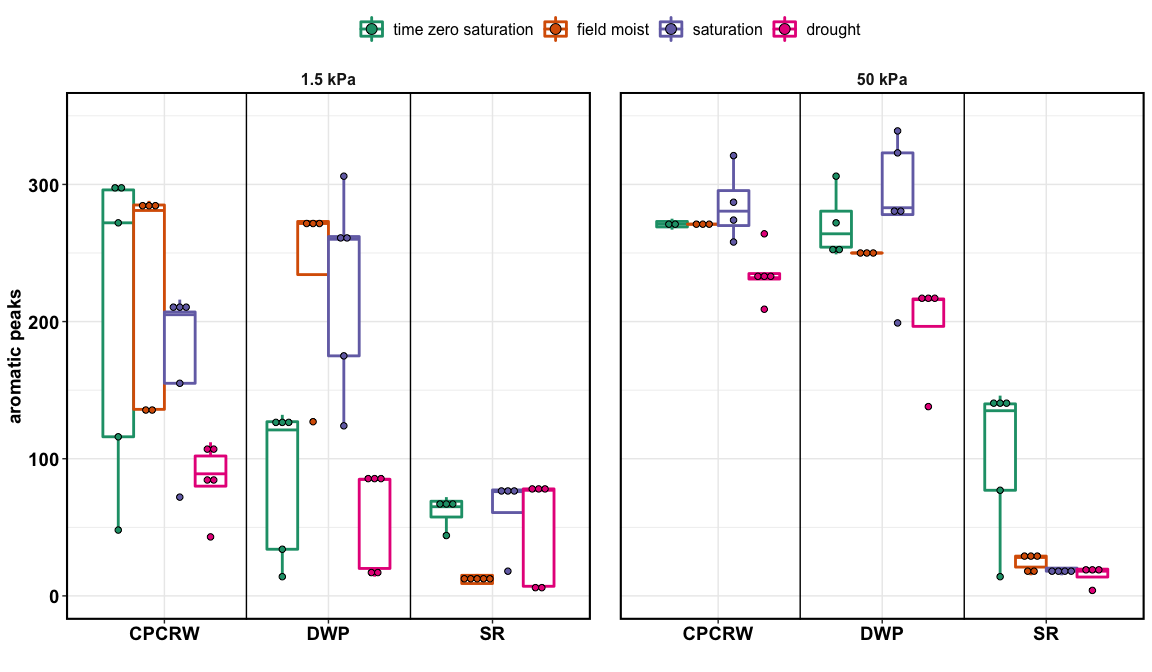 time zero saturation field moist saturation drought
1.5 kPa 50 kPa
aromatic peaks
300
200
100
0
CPCRW DWP SR CPCRW DWP SR